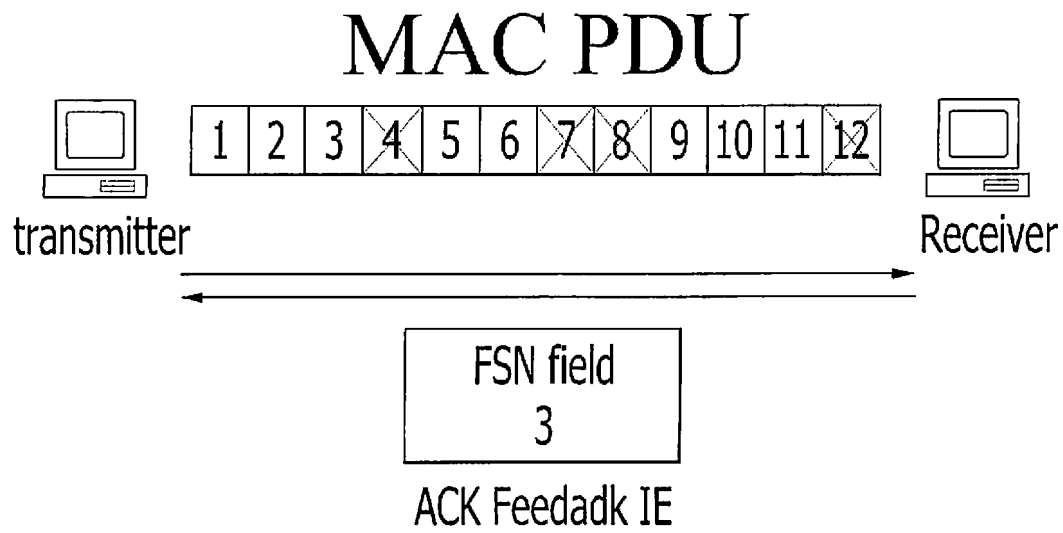 MAC PDU
1 2 3 4 5 6 7 8 9 10 11 12
transmitter
Receiver
FSN field
3
ACK Feedadk IE